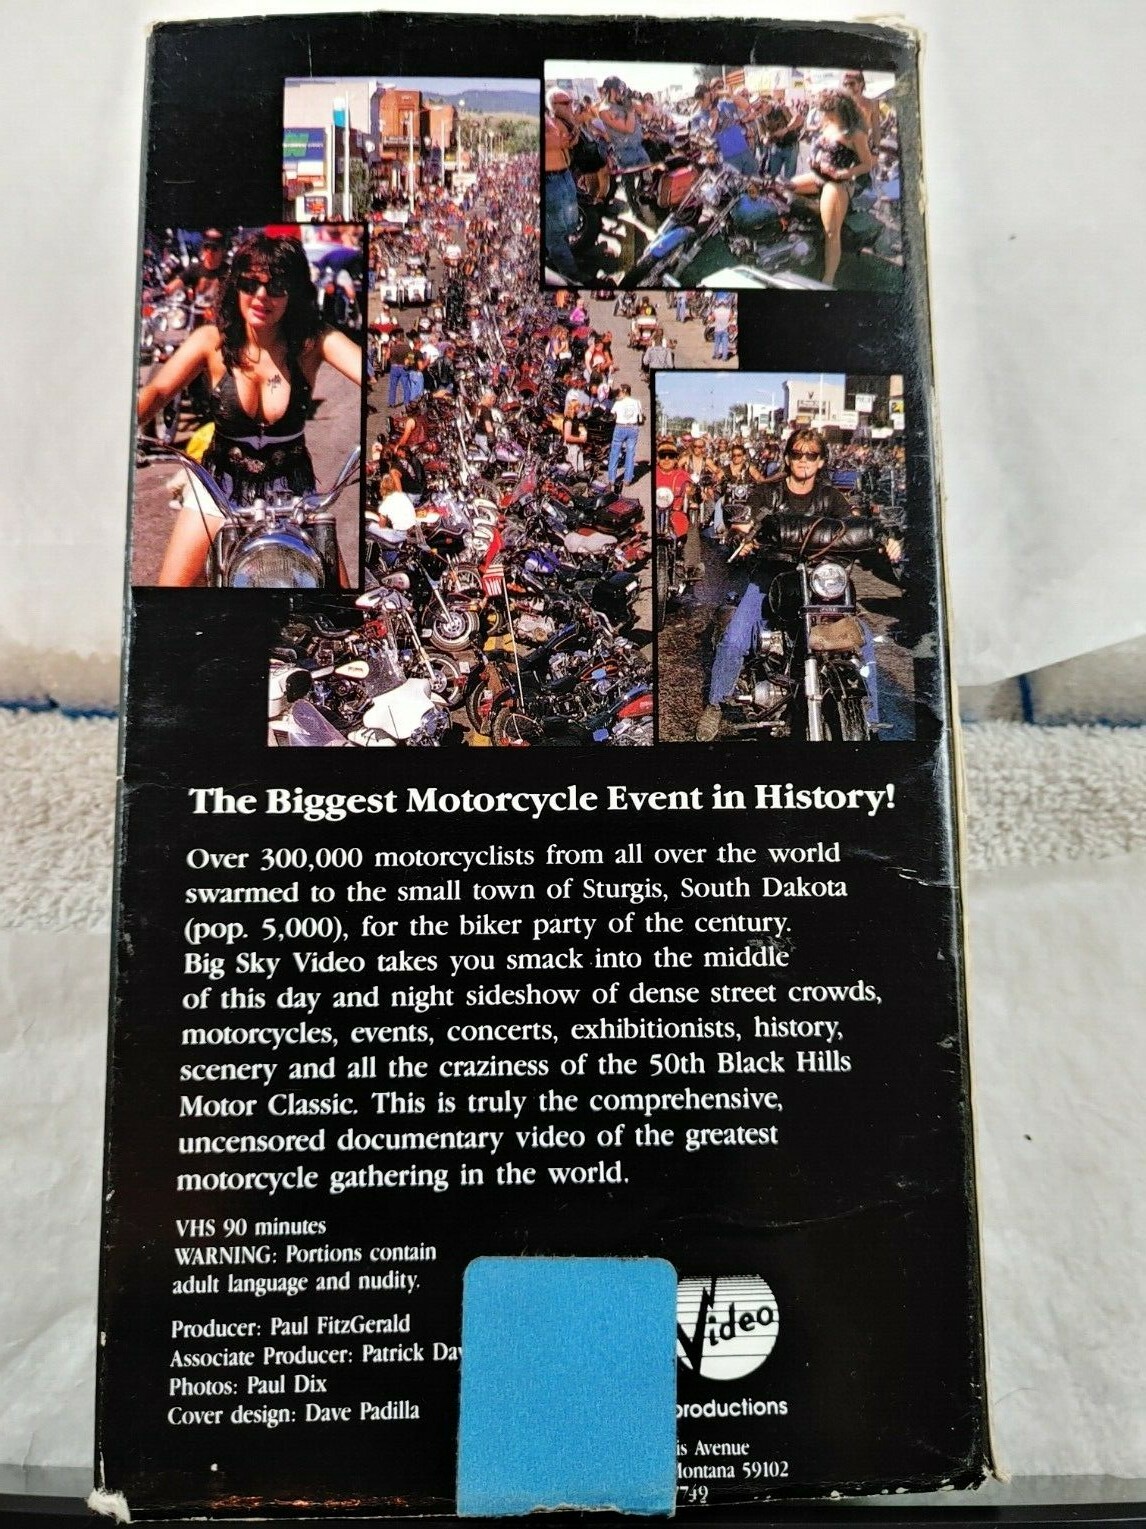 The Biggest Motorcycle Event in History!
Over 300,000 motorcyclists from all over the world
swarmed to the small town of Sturgis, South Dakota
(pop. 5,000), for the biker party of the century.
Big Sky Video takes you smack into the middle
of this day and night sideshow of dense street crowds,
motorcycles, events, concerts, exhibitionists, history,
scenery and all the craziness of the 50th Black Hills
Motor Classic. This is truly the comprehensive,
uncensored documentary video of the greatest
motorcycle gathering in the world.
VHS 90 minutes
WARNING: Portions contain
adult language and nudity.
Producer: Paul FitzGerald
Associate Producer: Patrick
Photos: Paul Dix
Cover design: Dave Padilla
Video
productions
Avenue
59102